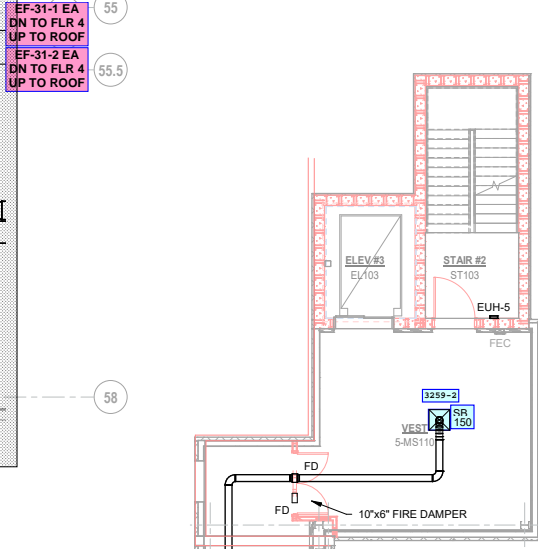 EF-31-1 EA
DN TO FLR 4
UP TO ROOF
EF-31-2 EA
DN TO FLR 4
UP TO ROOF
55
55.5
ELEV #3
EL103
STAIR #2
ST103
EUH-5
FEC
58
3259-2
SB
150
VEST
5-MS110
FD
FD
10"x6" FIRE DAMPER